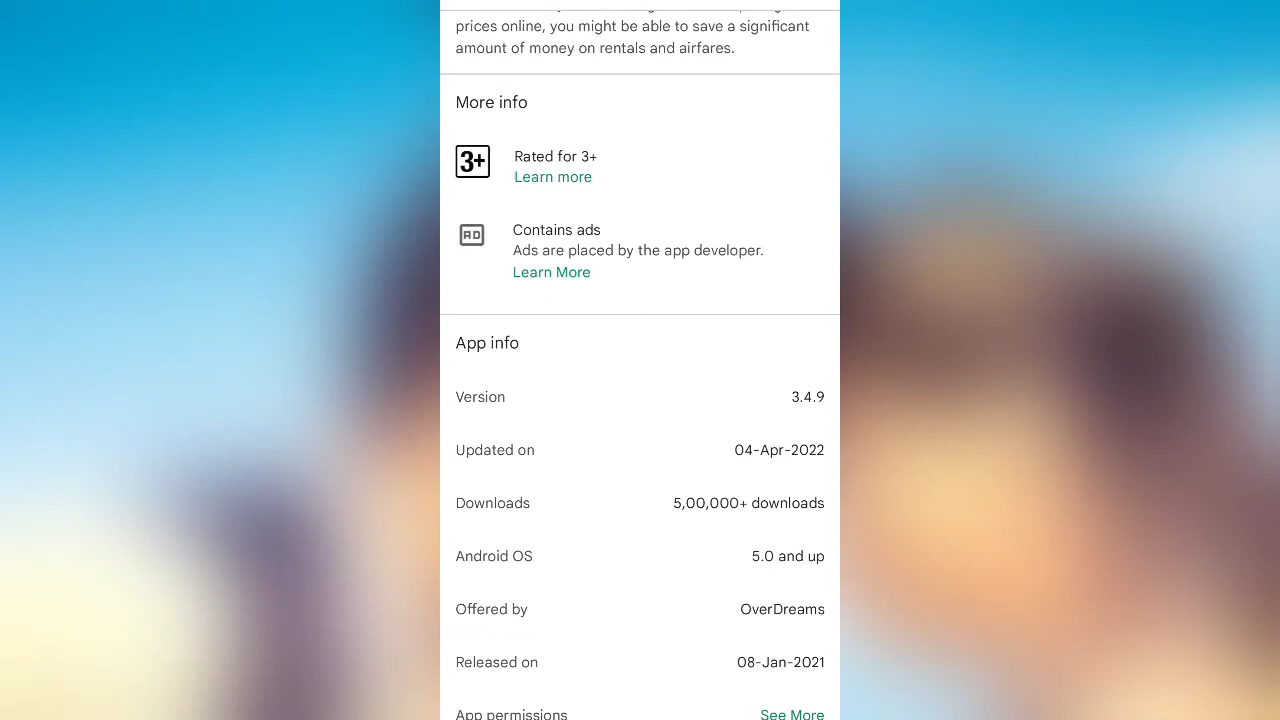 prices online, you might be able to save a significant
amount of money on rentals and airfares.
More info
3+
Rated for 3+
Learn more
AD
Contains ads
Ads are placed by the app developer.
Learn More
App info
Version 3.4.9
Updated on 04-Apr-2022
Downloads 5,00,000+ downloads
Android OS 5.0 and up
Offered by OverDreams
Released on 08-Jan-2021
App permissions See More